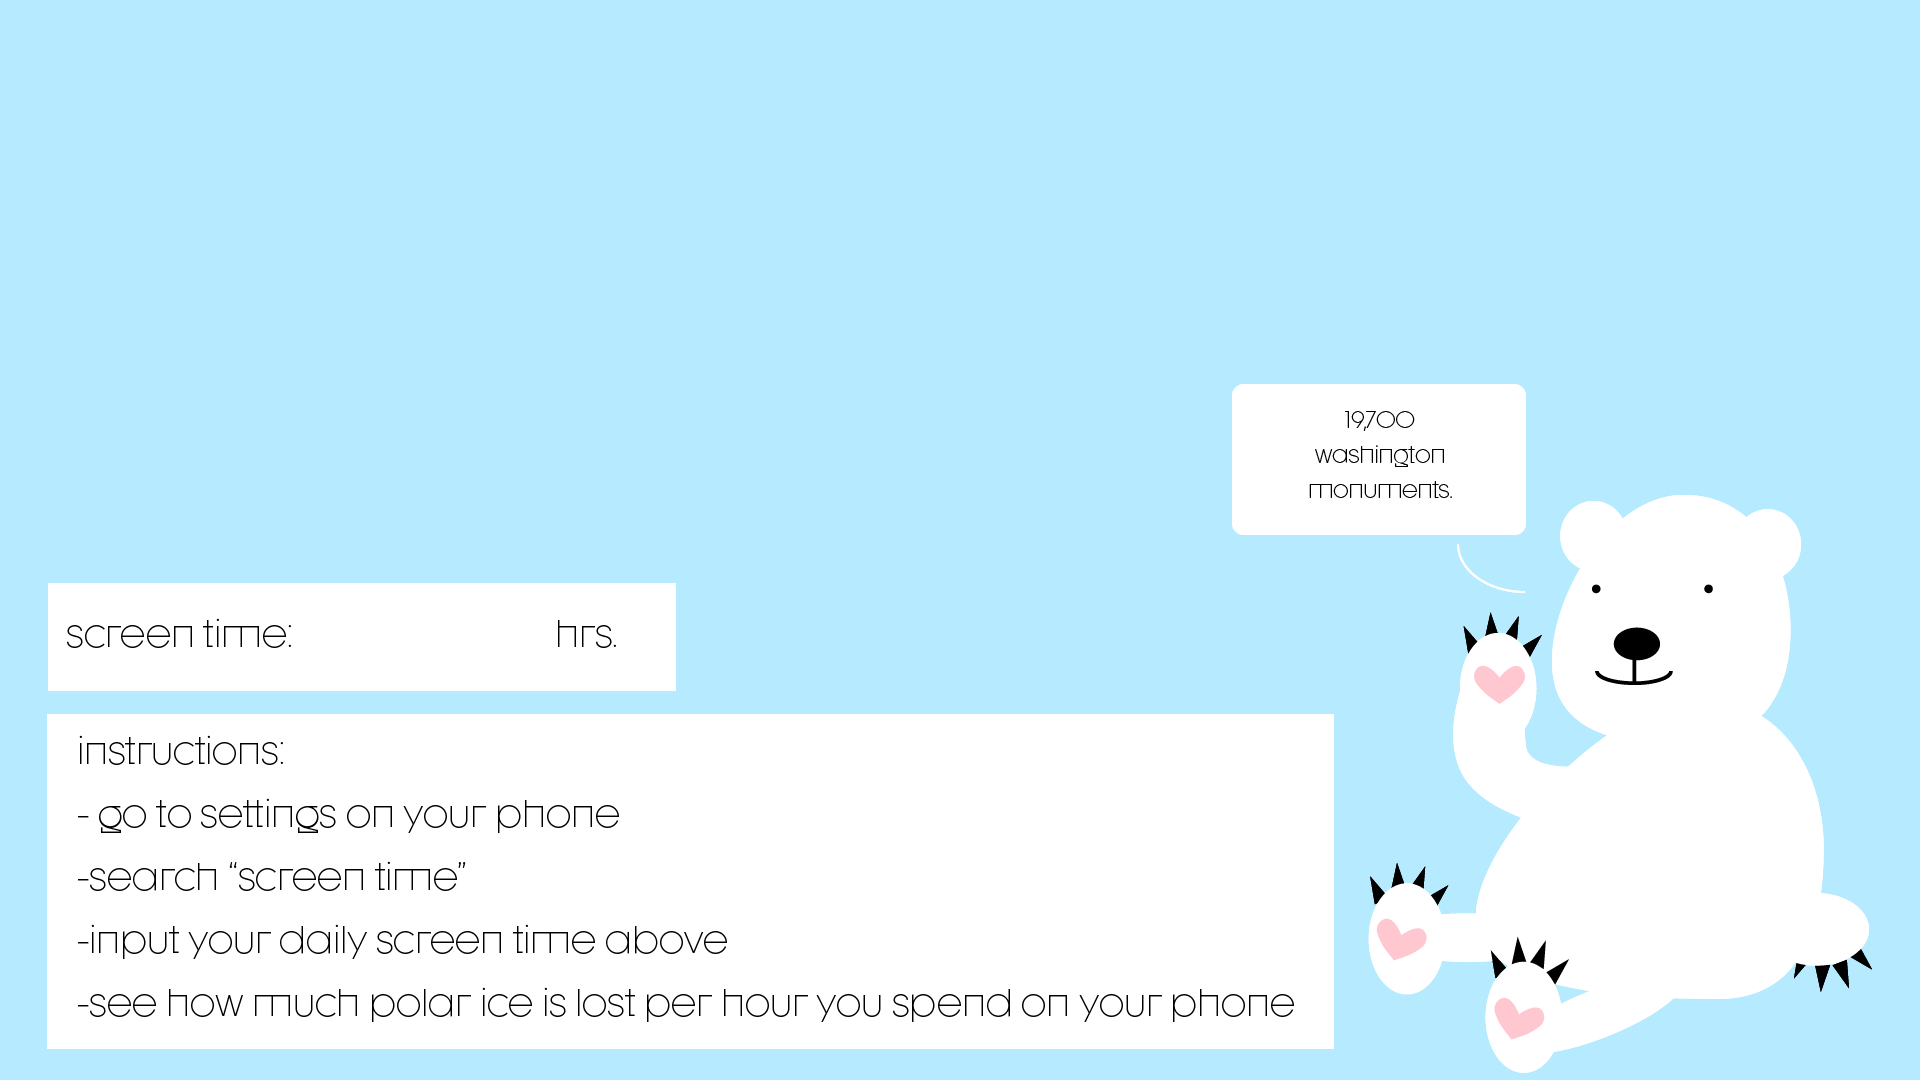 19,700
washington
monuments.
screen time: hrs.
instructions:
- go to settings on your phone
-search “screen time”
-input your daily screen time above
-see how much polar ice is lost per hour you spend on your phone